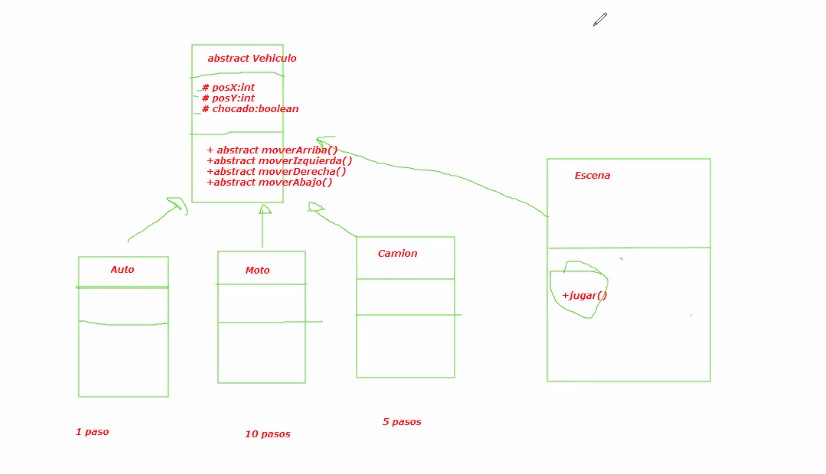 abstract Vehiculo
# posX:int
# posY:int
# chocado:boolean
+ abstract moverArriba()
+abstract moverIzquierda()
+abstract moverDerecha()
+abstract moverAbajo()
Escena
+jugar()
Auto
Moto
Camion
1 paso
10 pasos
5 pasos